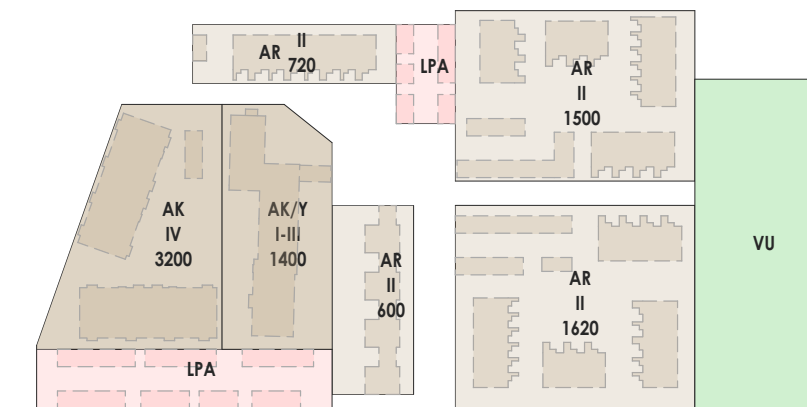 AR
II
720
LPA
AR
II
1500
AK
IV
3200
AK/Y
I-III
1400
AR
II
600
AR
II
1620
VU
LPA